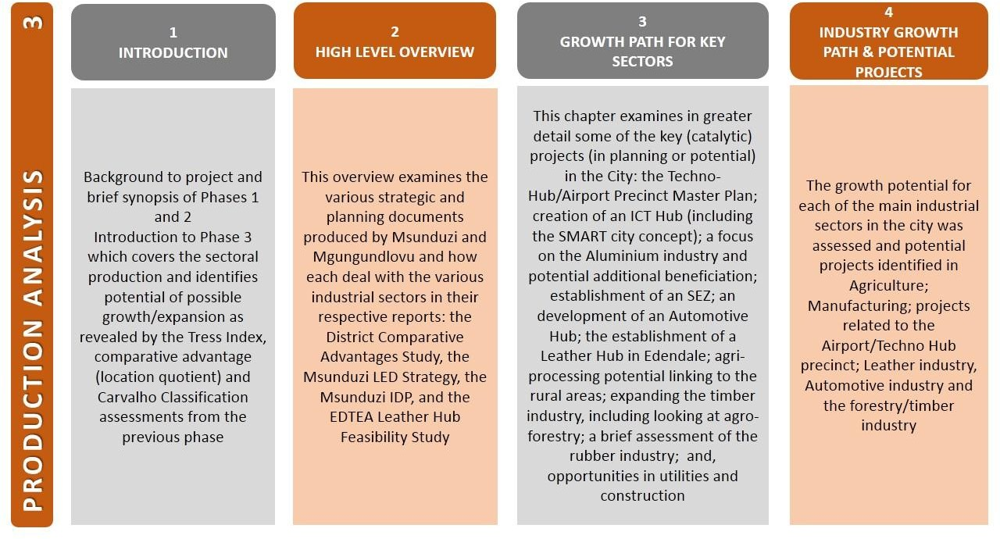 PRODUCTION ANALYSIS 3
1
INTRODUCTION
Background to project and
brief synopsis of Phases 1
and 2
Introduction to Phase 3
which covers the sectoral
production and identifies
potential of possible
growth/expansion as
revealed by the Tress Index,
comparative advantage
(location quotient) and
Carvalho Classification
assessments from the
previous phase
2
HIGH LEVEL OVERVIEW
This overview examines the
various strategic and
planning documents
produced by Msunduzi and
Mgungundlovu and how
each deal with the various
industrial sectors in their
respective reports: the
District Comparative
Advantages Study, the
Msunduzi LED Strategy, the
Msunduzi IDP, and the
EDTEA Leather Hub
Feasibility Study
3
GROWTH PATH FOR KEY
SECTORS
This chapter examines in greater
detail some of the key (catalytic)
projects (in planning or potential)
in the City: the Techno-
Hub/Airport Precinct Master Plan;
creation of an ICT Hub (including
the SMART city concept); a focus
on the Aluminium industry and
potential additional beneficiation;
establishment of an SEZ; an
development of an Automotive
Hub; the establishment of a
Leather Hub in Edendale; agri-
processing potential linking to the
rural areas; expanding the timber
industry, including looking at agro-
forestry; a brief assessment of the
rubber industry; and,
opportunities in utilities and
construction
4
INDUSTRY GROWTH
PATH & POTENTIAL
PROJECTS
The growth potential for
each of the main industrial
sectors in the city was
assessed and potential
projects identified in
Agriculture;
Manufacturing; projects
related to the
Airport/Techno Hub
precinct; Leather industry,
Automotive industry and
the forestry/timber
industry